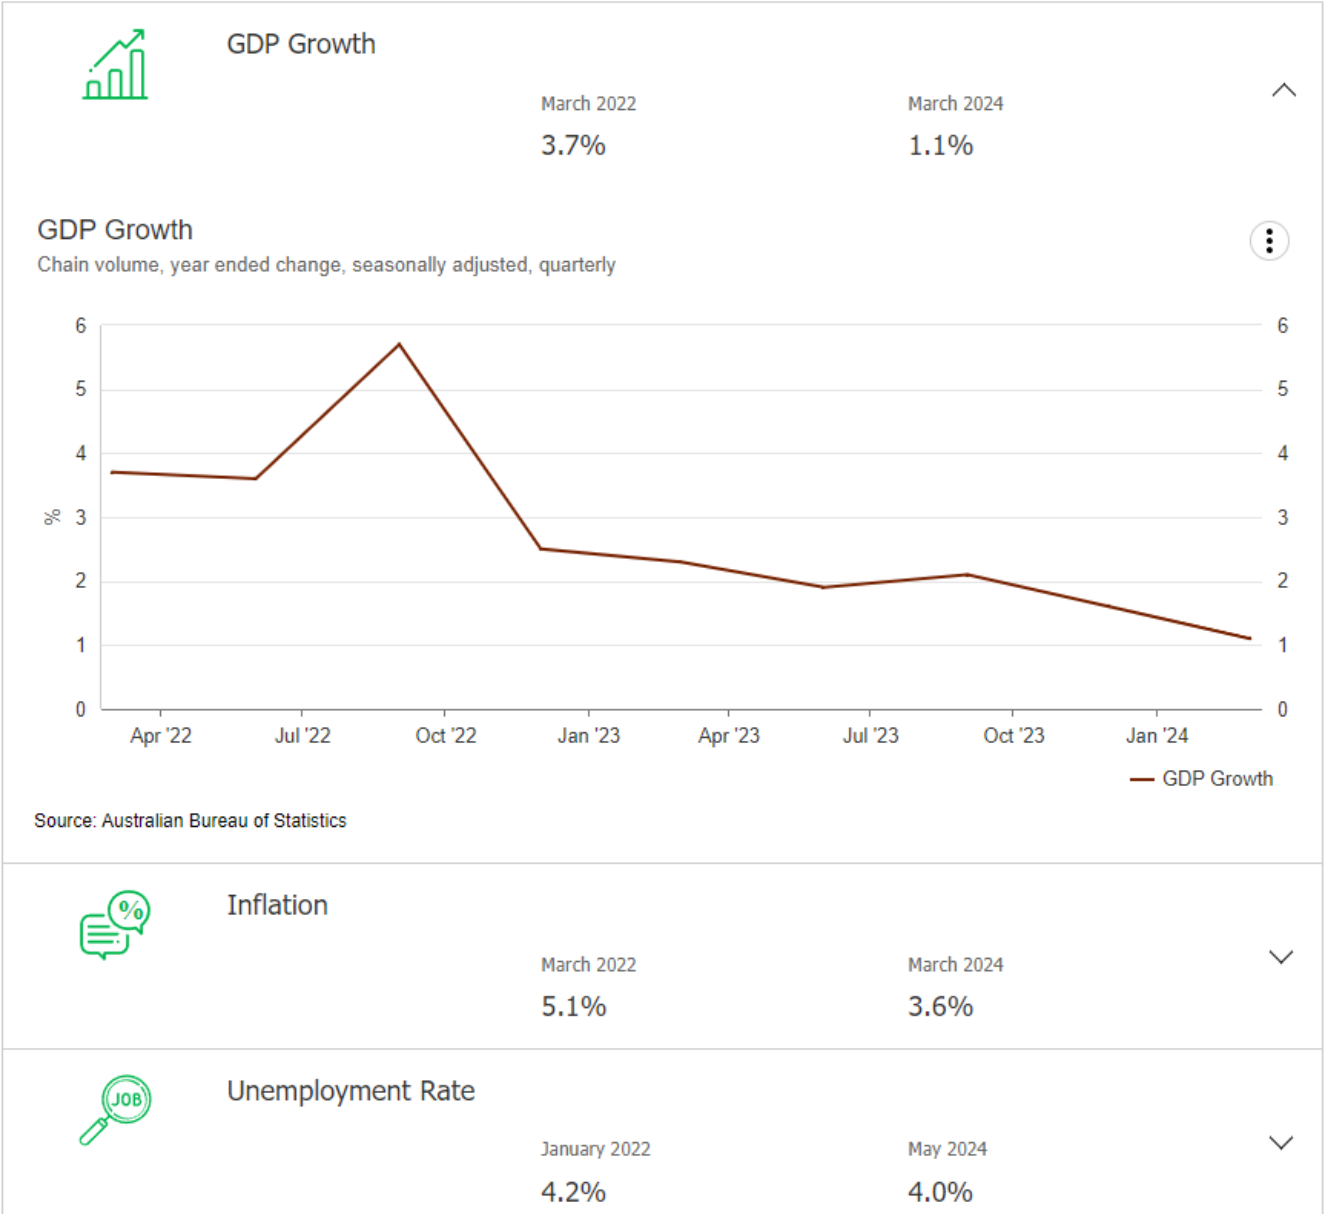 GDP Growth
March 2022 March 2024
3.7% 1.1%
GDP Growth
Chain volume, year ended change, seasonally adjusted, quarterly
6 6
5 5
4 4
% 3 3
2 2
1 1
0 0
Apr '22 Jul '22 Oct '22 Jan '23 Apr '23 Jul '23 Oct '23 Jan '24
GDP Growth
Source: Australian Bureau of Statistics
%
Inflation
March 2022 March 2024
5.1% 3.6%
JOB
Unemployment Rate
January 2022 May 2024
4.2% 4.0%